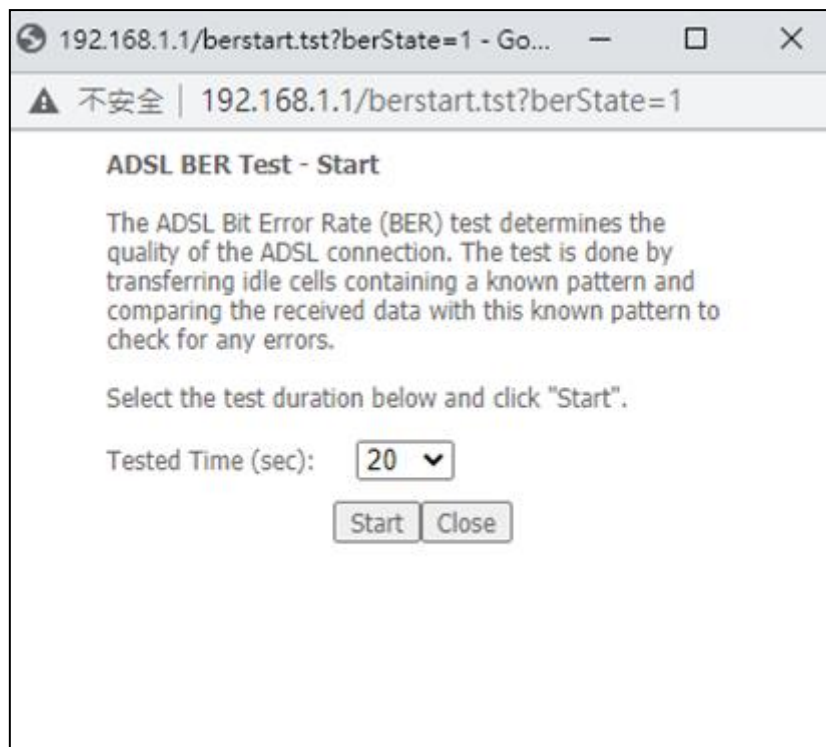 192.168.1.1/berstart.tst?berState=1 - Go...
不安全 | 192.168.1.1/berstart.tst?berState=1
ADSL BER Test - Start
The ADSL Bit Error Rate (BER) test determines the
quality of the ADSL connection. The test is done by
transferring idle cells containing a known pattern and
comparing the received data with this known pattern to
check for any errors.
Select the test duration below and click "Start".
Tested Time (sec): 20
Start Close